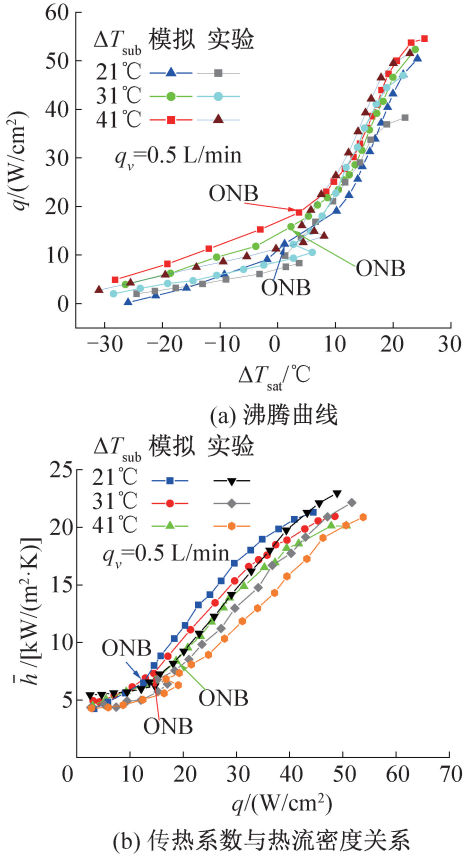 ΔTsub 模拟 实验
21℃
31℃
41℃
qv=0.5 L/min
ONB
ONB
q/(W/cm²)
60
50
40
30
20
10
0
−30 −20 −10 0 10 20 30
ΔTsat/℃
(a) 沸腾曲线
ΔTsub 模拟 实验
21℃
31℃
41℃
qv=0.5 L/min
ONB
ONB
ONB
h̄/[kW/(m²·K)]
25
20
15
10
5
0 10 20 30 40 50 60 70
q/(W/cm²)
(b) 传热系数与热流密度关系